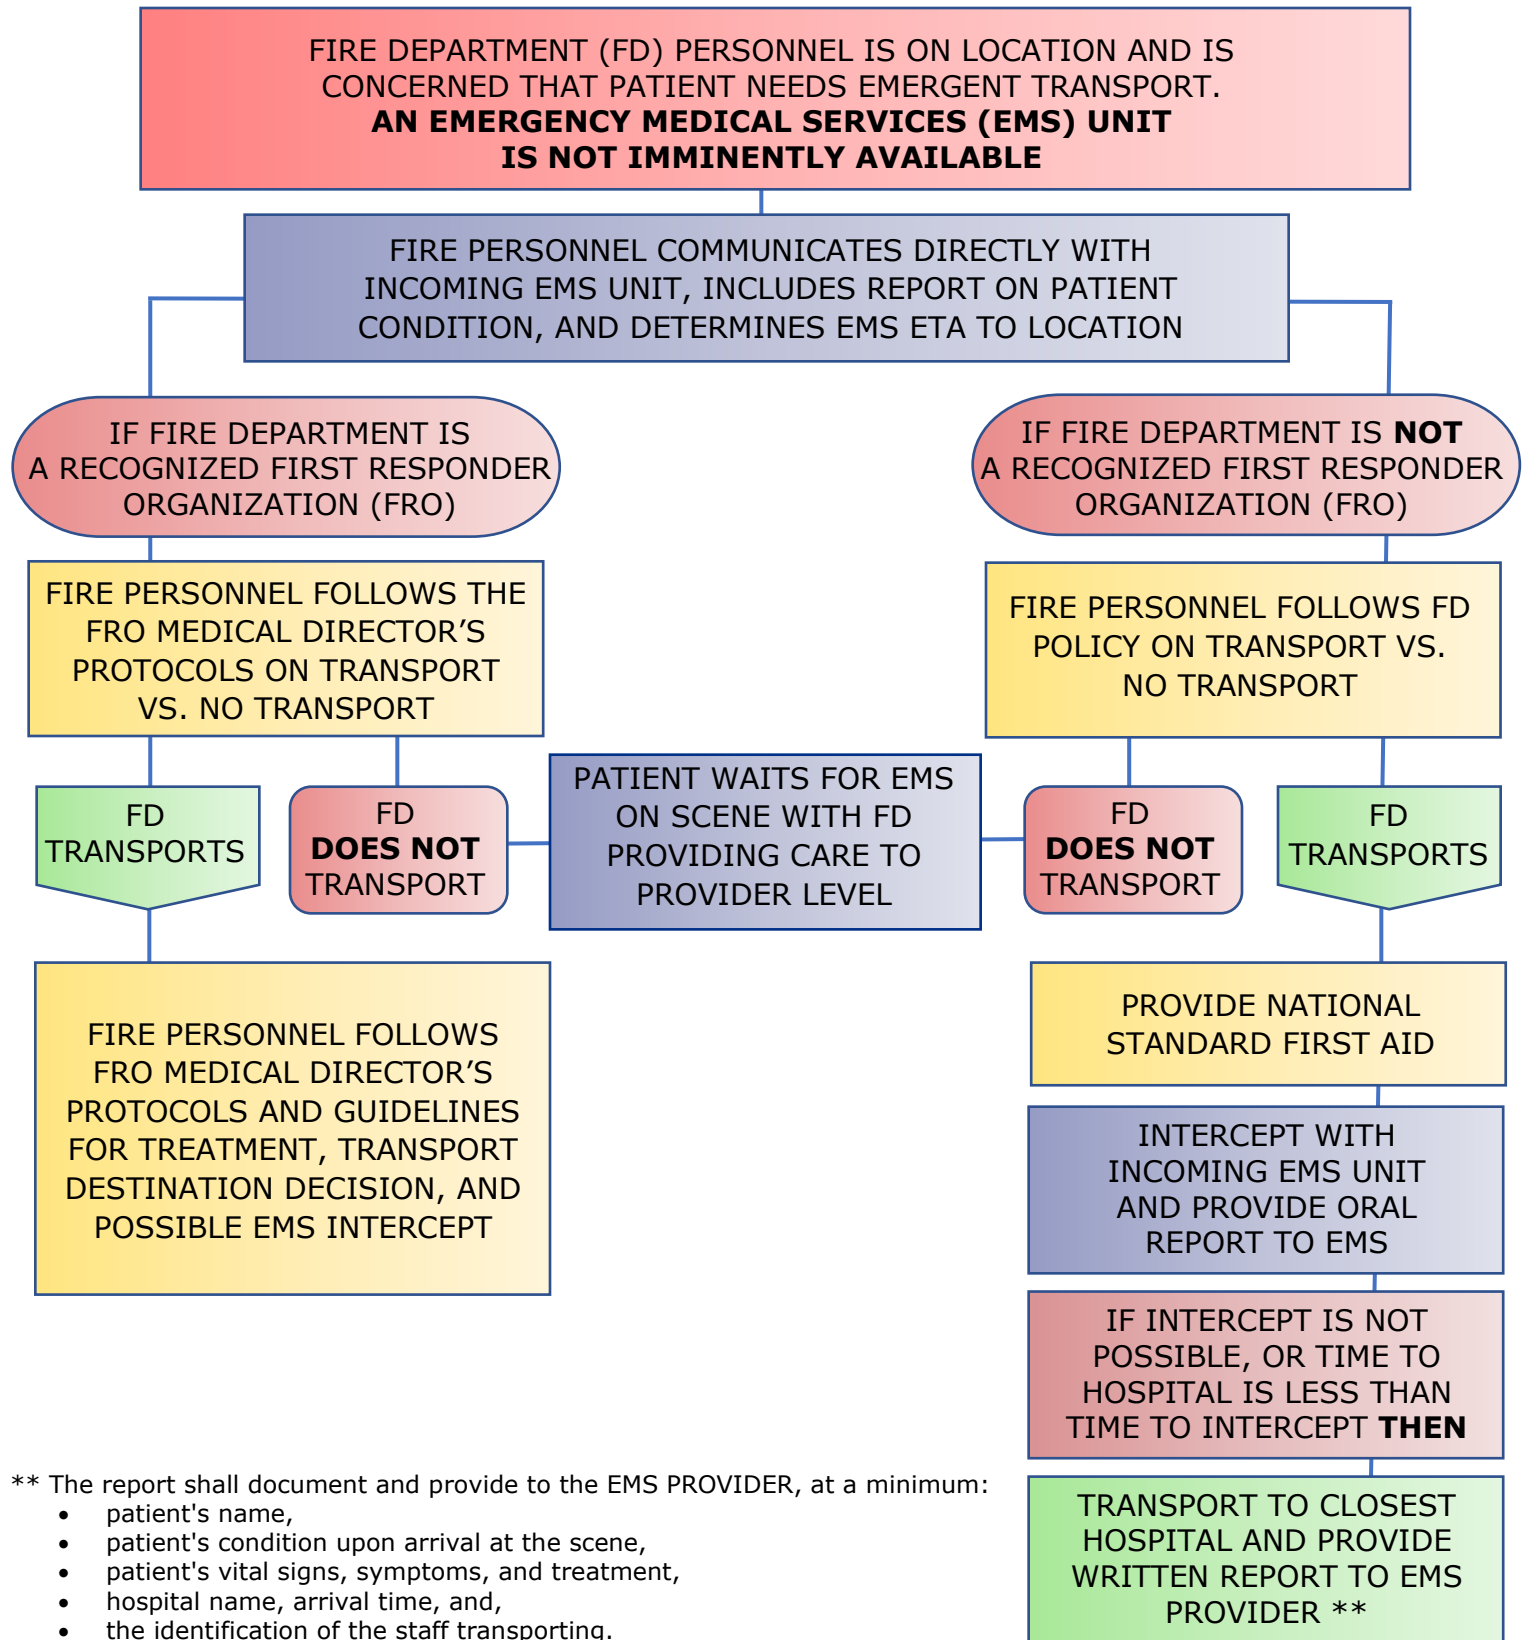 FIRE DEPARTMENT (FD) PERSONNEL IS ON LOCATION AND IS
CONCERNED THAT PATIENT NEEDS EMERGENT TRANSPORT.
AN EMERGENCY MEDICAL SERVICES (EMS) UNIT
IS NOT IMMINENTLY AVAILABLE
FIRE PERSONNEL COMMUNICATES DIRECTLY WITH
INCOMING EMS UNIT, INCLUDES REPORT ON PATIENT
CONDITION, AND DETERMINES EMS ETA TO LOCATION
IF FIRE DEPARTMENT IS
A RECOGNIZED FIRST RESPONDER
ORGANIZATION (FRO)
IF FIRE DEPARTMENT IS NOT
A RECOGNIZED FIRST RESPONDER
ORGANIZATION (FRO)
FIRE PERSONNEL FOLLOWS THE
FRO MEDICAL DIRECTOR’S
PROTOCOLS ON TRANSPORT
VS. NO TRANSPORT
FIRE PERSONNEL FOLLOWS FD
POLICY ON TRANSPORT VS.
NO TRANSPORT
FD
TRANSPORTS
FD
DOES NOT
TRANSPORT
PATIENT WAITS FOR EMS
ON SCENE WITH FD
PROVIDING CARE TO
PROVIDER LEVEL
FD
DOES NOT
TRANSPORT
FD
TRANSPORTS
FIRE PERSONNEL FOLLOWS
FRO MEDICAL DIRECTOR’S
PROTOCOLS AND GUIDELINES
FOR TREATMENT, TRANSPORT
DESTINATION DECISION, AND
POSSIBLE EMS INTERCEPT
PROVIDE NATIONAL
STANDARD FIRST AID
INTERCEPT WITH
INCOMING EMS UNIT
AND PROVIDE ORAL
REPORT TO EMS
IF INTERCEPT IS NOT
POSSIBLE, OR TIME TO
HOSPITAL IS LESS THAN
TIME TO INTERCEPT THEN
TRANSPORT TO CLOSEST
HOSPITAL AND PROVIDE
WRITTEN REPORT TO EMS
PROVIDER **
** The report shall document and provide to the EMS PROVIDER, at a minimum:
• patient's name,
• patient's condition upon arrival at the scene,
• patient's vital signs, symptoms, and treatment,
• hospital name, arrival time, and,
• the identification of the staff transporting.